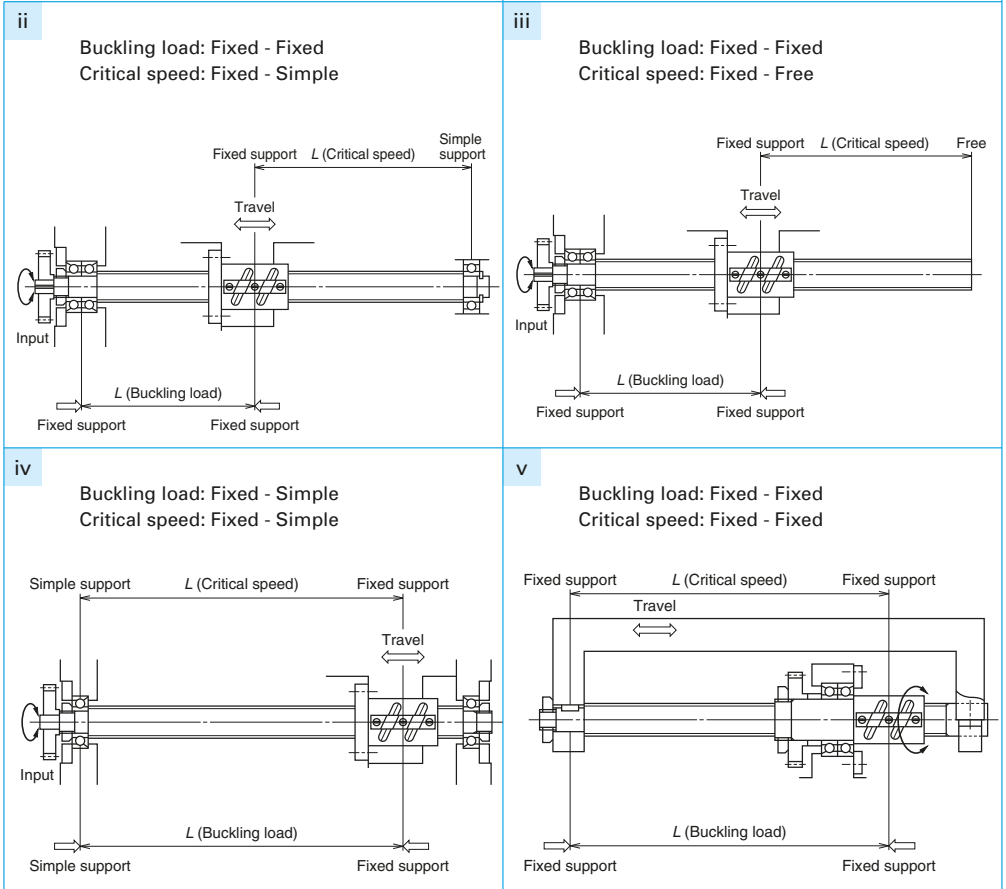 ii
Buckling load: Fixed - Fixed
Critical speed: Fixed - Simple
Fixed support
L (Critical speed)
Simple
support
Travel
Input
L (Buckling load)
Fixed support
Fixed support
iii
Buckling load: Fixed - Fixed
Critical speed: Fixed - Free
Fixed support
L (Critical speed)
Free
Travel
Input
L (Buckling load)
Fixed support
Fixed support
iv
Buckling load: Fixed - Simple
Critical speed: Fixed - Simple
Simple support
L (Critical speed)
Fixed support
Travel
Input
L (Buckling load)
Simple support
Fixed support
v
Buckling load: Fixed - Fixed
Critical speed: Fixed - Fixed
Fixed support
L (Critical speed)
Fixed support
Travel
L (Buckling load)
Fixed support
Fixed support